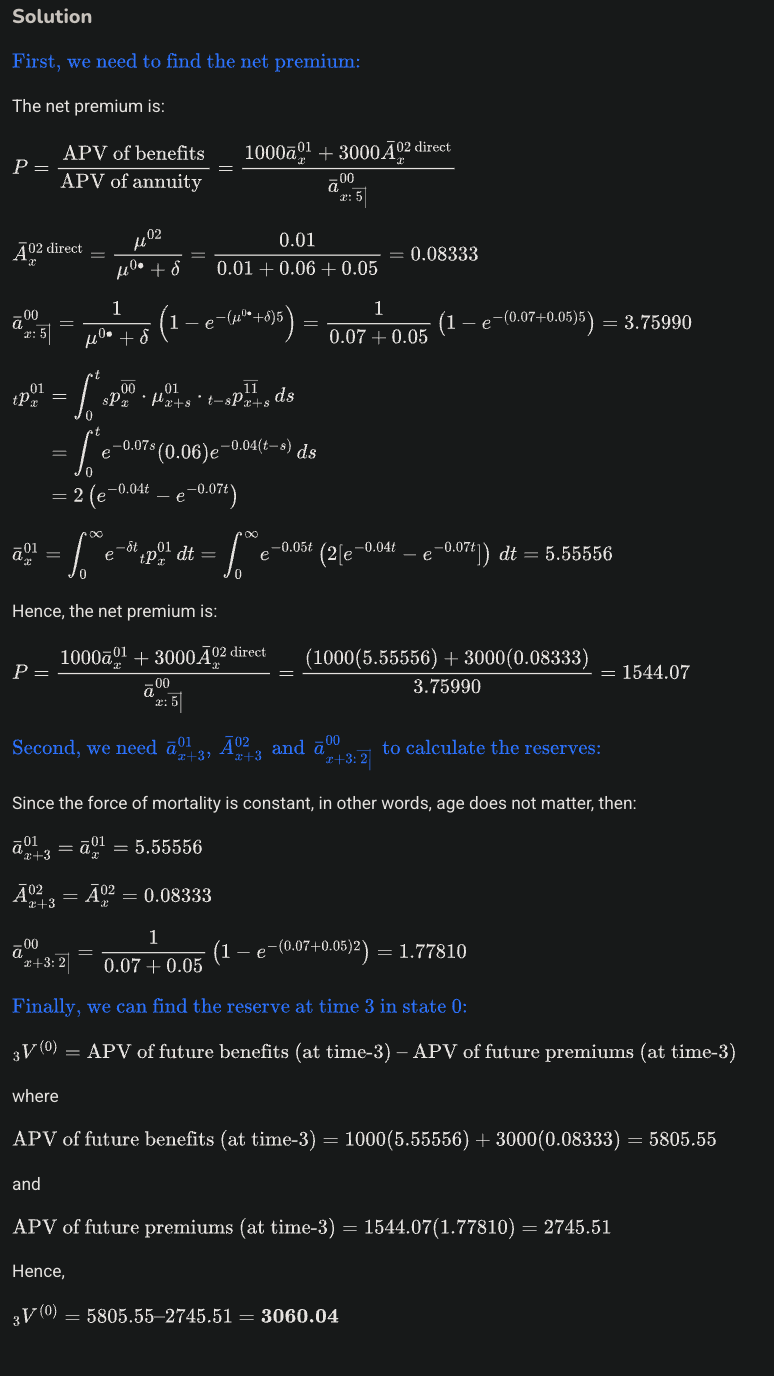 Solution
First, we need to find the net premium:
The net premium is:
P = \frac{\text{APV of benefits}}{\text{APV of annuity}} = \frac{1000\bar{a}_x^{01} + 3000\bar{A}_x^{02\text{ direct}}}{\bar{a}_{x:\overline{5}|}^{00}}
\bar{A}_x^{02\text{ direct}} = \frac{\mu^{02}}{\mu^{0\bullet} + \delta} = \frac{0.01}{0.01 + 0.06 + 0.05} = 0.08333
\bar{a}_{x:\overline{5}|}^{00} = \frac{1}{\mu^{0\bullet} + \delta} \left(1 - e^{-(\mu^{0\bullet}+\delta)5}\right) = \frac{1}{0.07 + 0.05} \left(1 - e^{-(0.07+0.05)5}\right) = 3.75990
{}_tp_x^{01} = \int_0^t {}_sp_x^{\overline{00}} \cdot \mu_{x+s}^{01} \cdot {}_{t-s}p_{x+s}^{\overline{11}} \, ds
= \int_0^t e^{-0.07s}(0.06)e^{-0.04(t-s)} \, ds
= 2\left(e^{-0.04t} - e^{-0.07t}\right)
\bar{a}_x^{01} = \int_0^\infty e^{-\delta t} {}_tp_x^{01} \, dt = \int_0^\infty e^{-0.05t} \left(2[e^{-0.04t} - e^{-0.07t}]\right) \, dt = 5.55556
Hence, the net premium is:
P = \frac{1000\bar{a}_x^{01} + 3000\bar{A}_x^{02\text{ direct}}}{\bar{a}_{x:\overline{5}|}^{00}} = \frac{(1000(5.55556) + 3000(0.08333)}{3.75990} = 1544.07
Second, we need \bar{a}_{x+3}^{01}, \bar{A}_{x+3}^{02} and \bar{a}_{x+3:\overline{2}|}^{00} to calculate the reserves:
Since the force of mortality is constant, in other words, age does not matter, then:
\bar{a}_{x+3}^{01} = \bar{a}_x^{01} = 5.55556
\bar{A}_{x+3}^{02} = \bar{A}_x^{02} = 0.08333
\bar{a}_{x+3:\overline{2}|}^{00} = \frac{1}{0.07 + 0.05} \left(1 - e^{-(0.07+0.05)2}\right) = 1.77810
Finally, we can find the reserve at time 3 in state 0:
{}_3V^{(0)} = APV of future benefits (at time-3) – APV of future premiums (at time-3)
where
APV of future benefits (at time-3) = 1000(5.55556) + 3000(0.08333) = 5805.55
and
APV of future premiums (at time-3) = 1544.07(1.77810) = 2745.51
Hence,
{}_3V^{(0)} = 5805.55–2745.51 = 3060.04